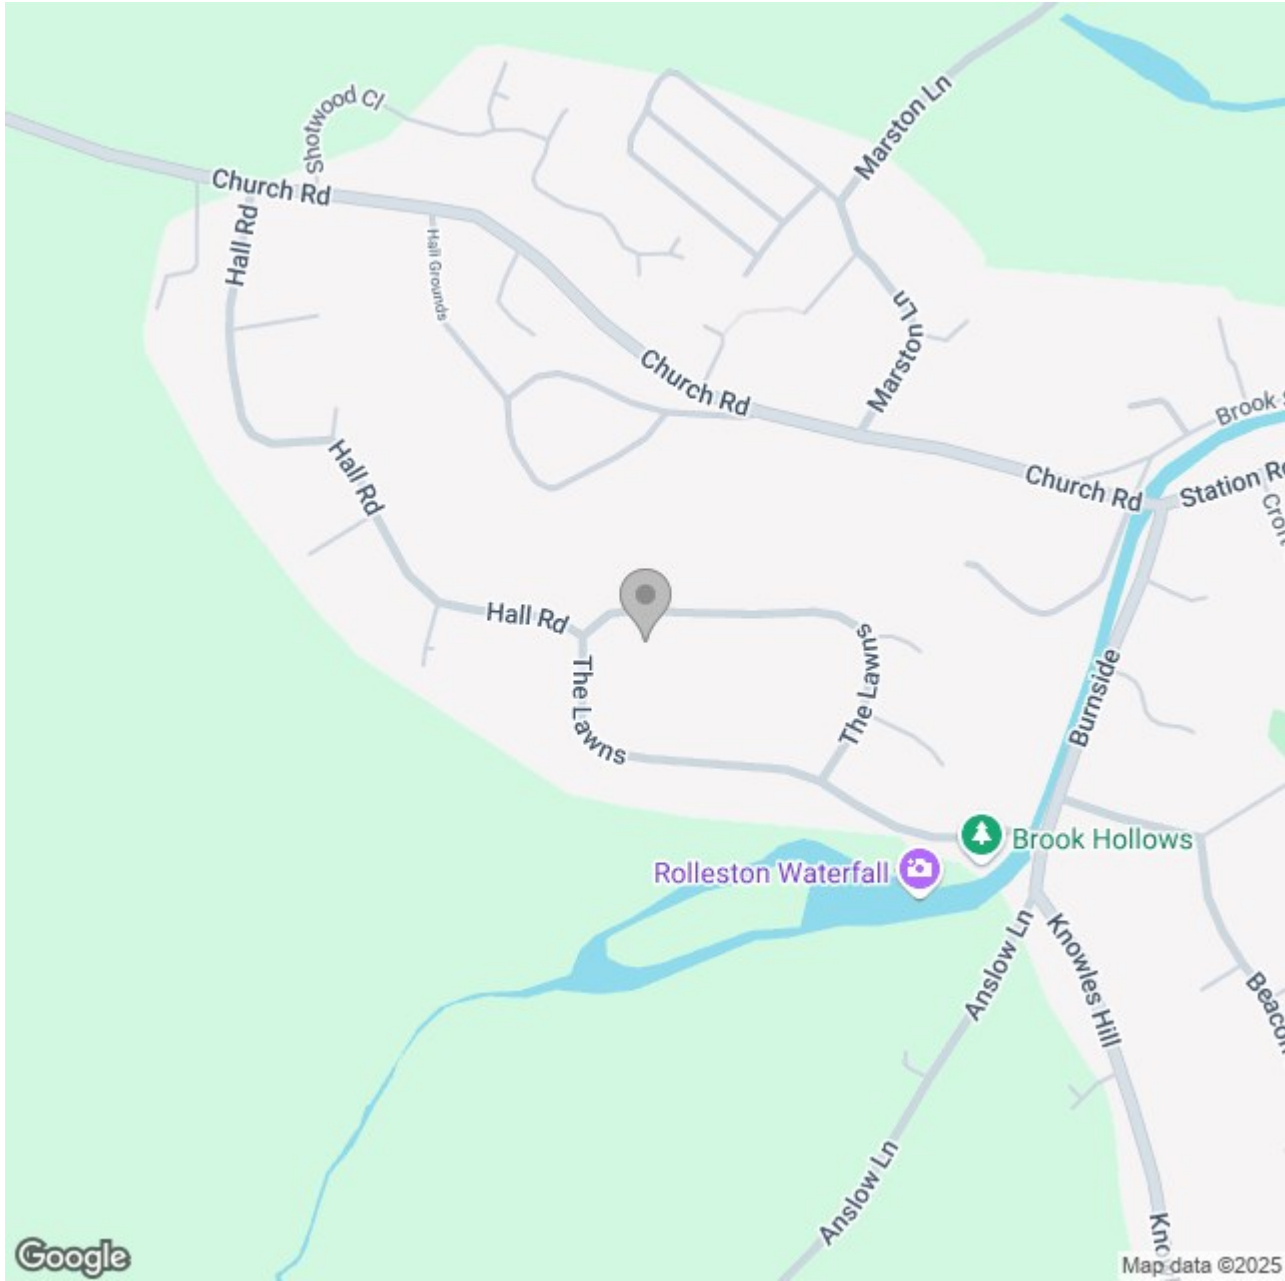 Shotwood Cl
Marston Ln
Church Rd
Hall Rd
Hall Grounds
Marston Ln
Church Rd
Brook
Hall Rd
Church Rd
Station Rd
Hall Rd
The Lawns
The Lawns
Burnside
Brook Hollows
Rolleston Waterfall
Anslow Ln
Knowles Hill
Anslow Ln
Google
Map data ©2025